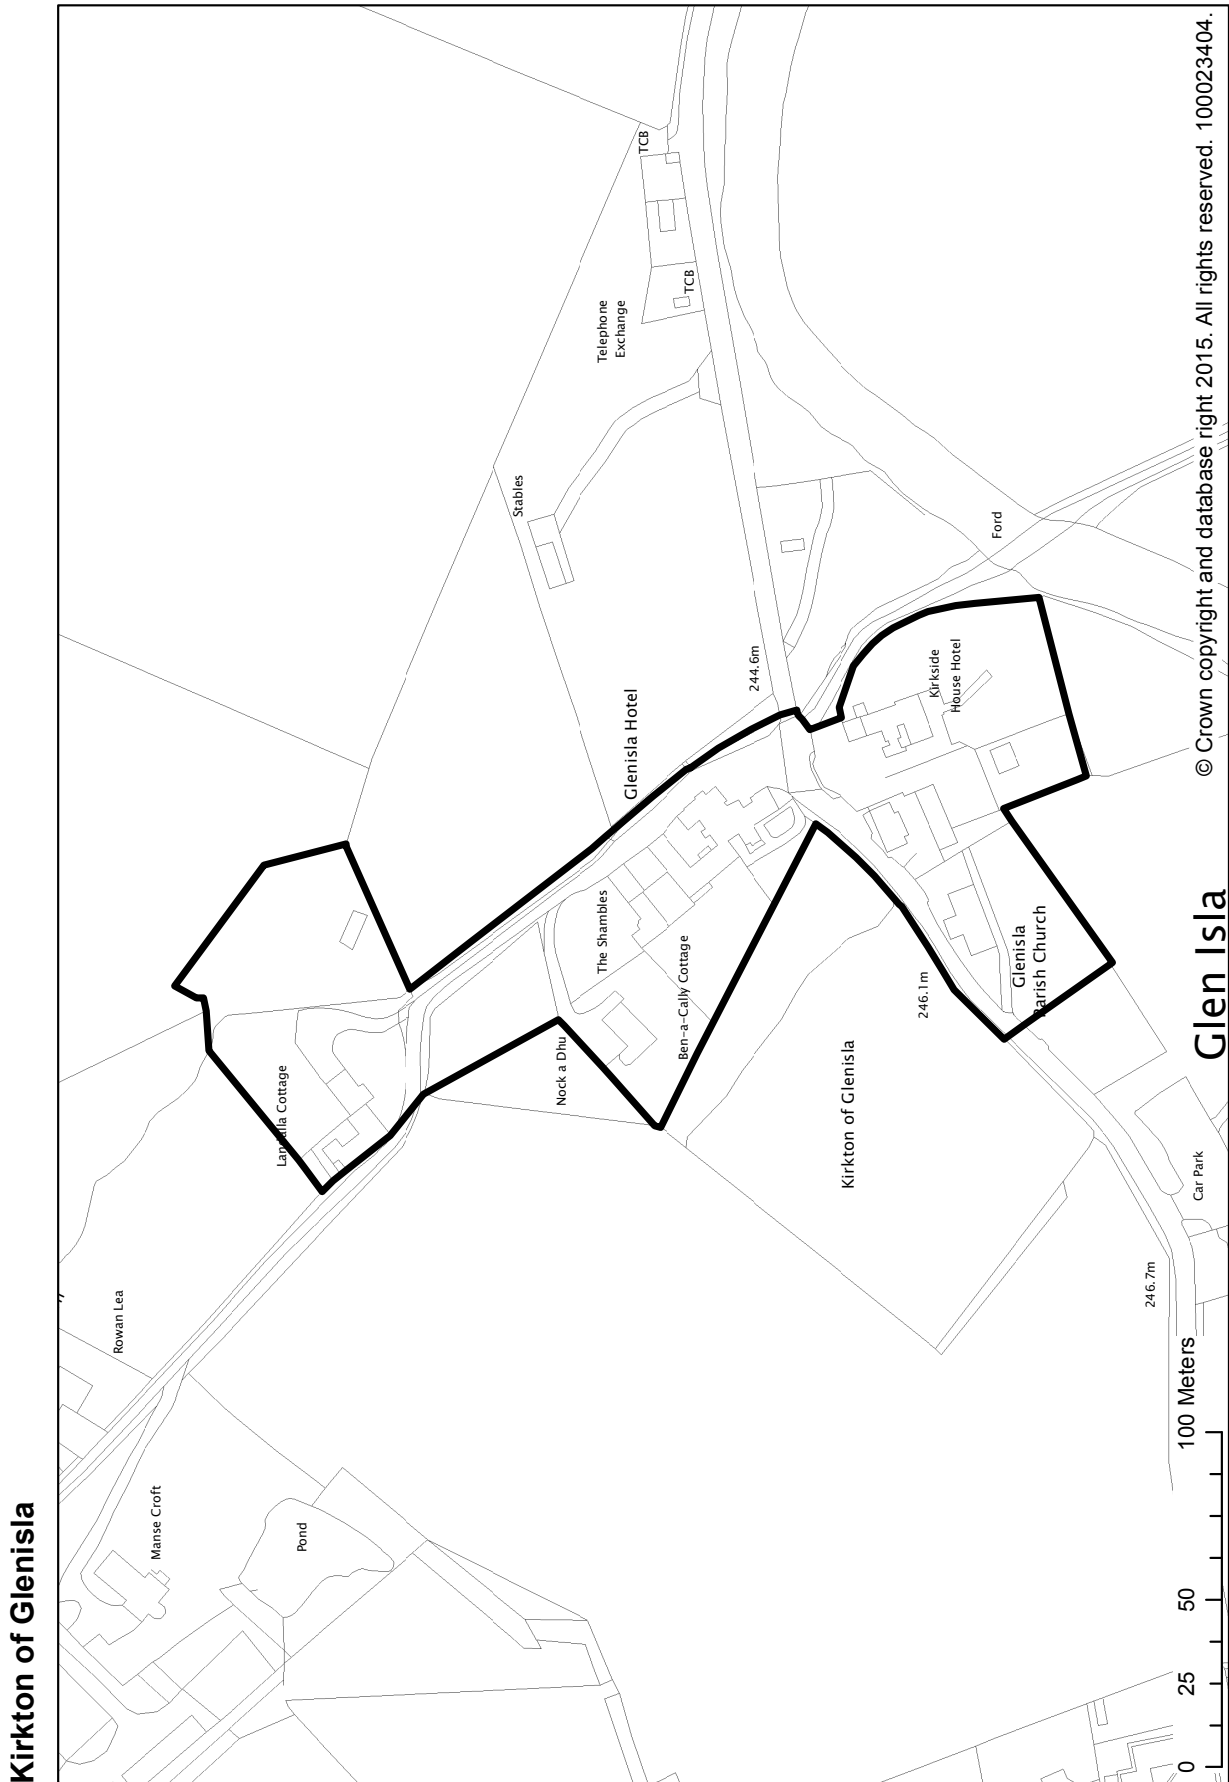 Kirkton of Glenisla
Manse Croft
Pond
Rowan Lea
Landalla Cottage
Nock a Dhu
The Shambles
Ben-a-Cally Cottage
Glenisla Hotel
Stables
Telephone
Exchange
TCB
TCB
244.6m
Kirkton of Glenisla
246.1m
Kirkside
House Hotel
Ford
Glenisla
Parish Church
Car Park
246.7m
Glen Isla
0 25 50 100 Meters
© Crown copyright and database right 2015. All rights reserved. 100023404.